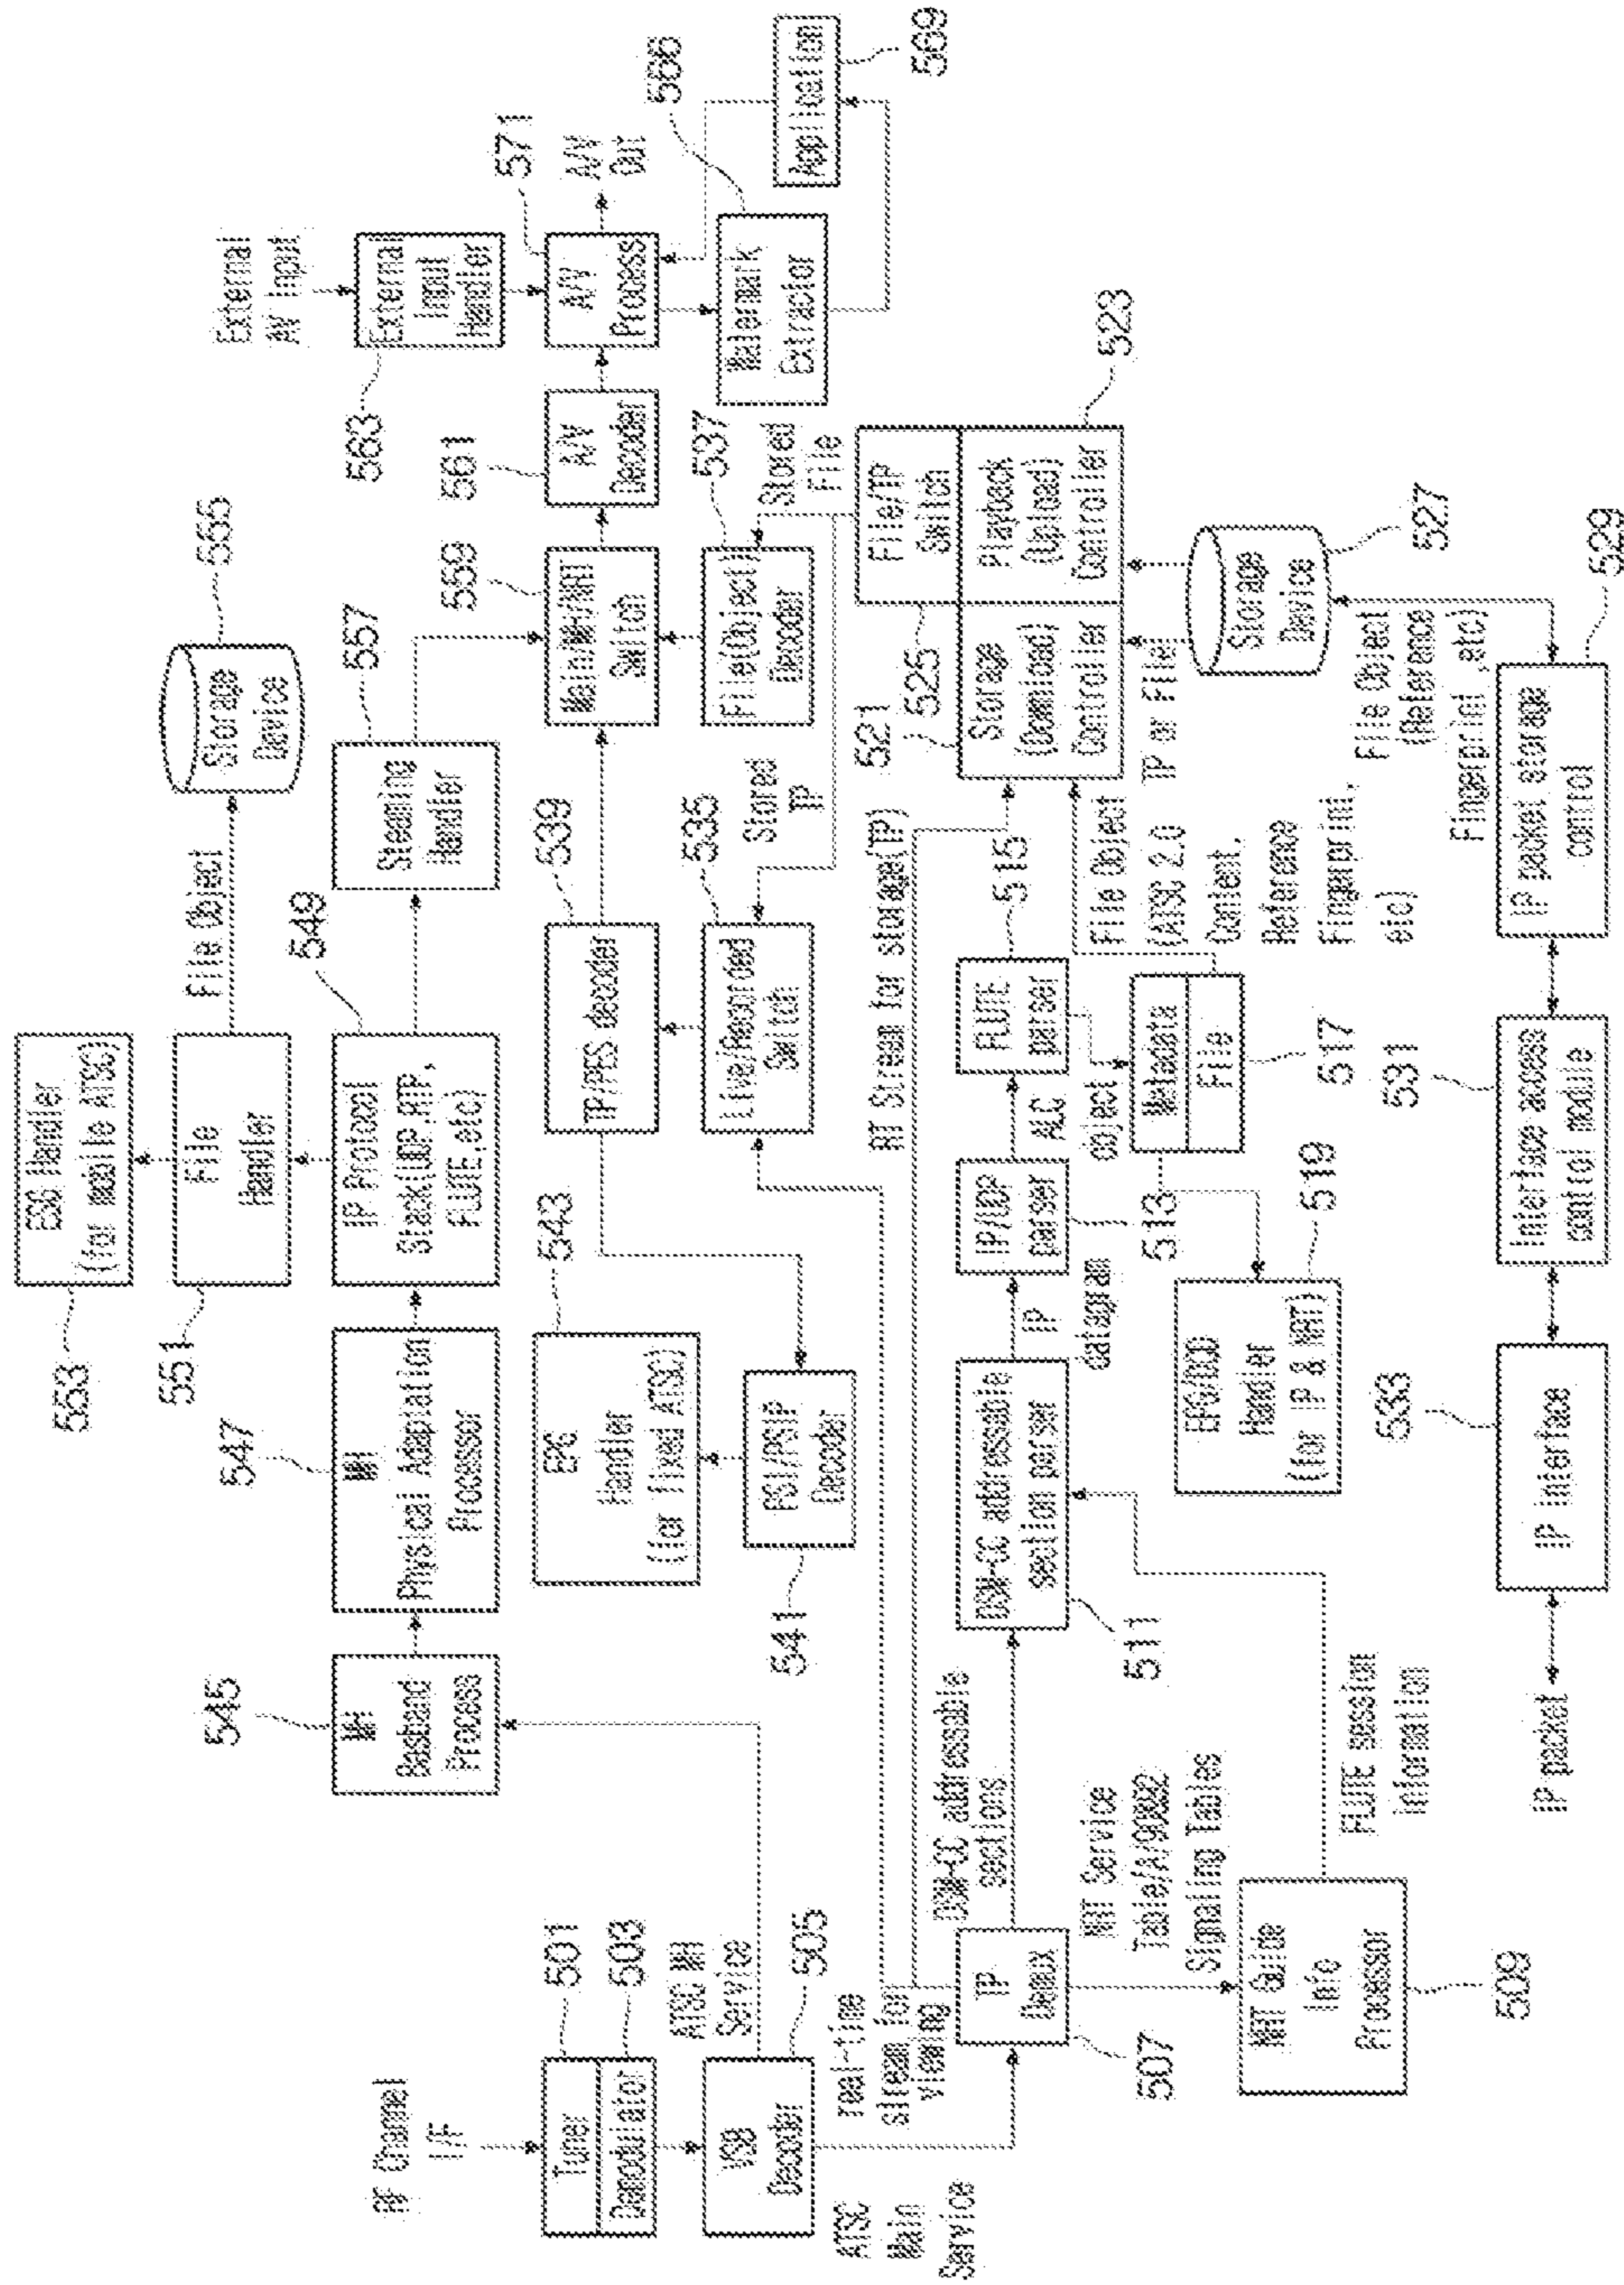 RF Channel
I/F
Tuner
Demodulator
501
503
VSB
Decoder
505
ATSC
Main
Service
ATSC MH
Service
real-time
stream for
viewing
TP
Demux
507
NRT Guide
Info
Processor
509
NRT Service
Signaling Tables
DSM-CC addressable
sections
FLUTE session
information
545
MH
Basband
Process
547
MH
Physical Adaptation
Processor
553
ESG Handler
(for mobile ATSC)
551
File
Handler
549
IP Protocol
Stack(UDP,RTP,
FLUTE,etc)
File Object
555
Storage
Device
557
Streaming
Handler
543
EPG
Handler
(for fixed ATSC)
541
PSI/PSIP
Decoder
539
TP/PES decoder
535
Live/Recorded
Switch
Stored
TP
559
Main/MH/NRT
Switch
537
File(Object)
Decoder
Stored
File
561
A/V
Decoder
External
AV Input
563
External
Input
Handler
571
A/V
Process
A/V
Out
Watermark
Extractor
Application
569
511
DSM-CC addressable
section parser
IP
datagram
513
IP/UDP
parser
ALC
object
515
FLUTE
parser
RT Stream for storage(TP)
517
Metadata
File
519
Handler
(for IP & NRT)
File Object
(ATSC 2.0
Content,
Reference
Fingerprint,
etc)
521
Storage
(Download)
Controller
525
File/TP
Switch
523
Playback
(Upload)
Controller
TP or File
527
Storage
Device
File Object
(Reference
Fingerprint ,etc)
529
IP packet storage
control
531
Interface access
control module
533
IP Interface
IP packet